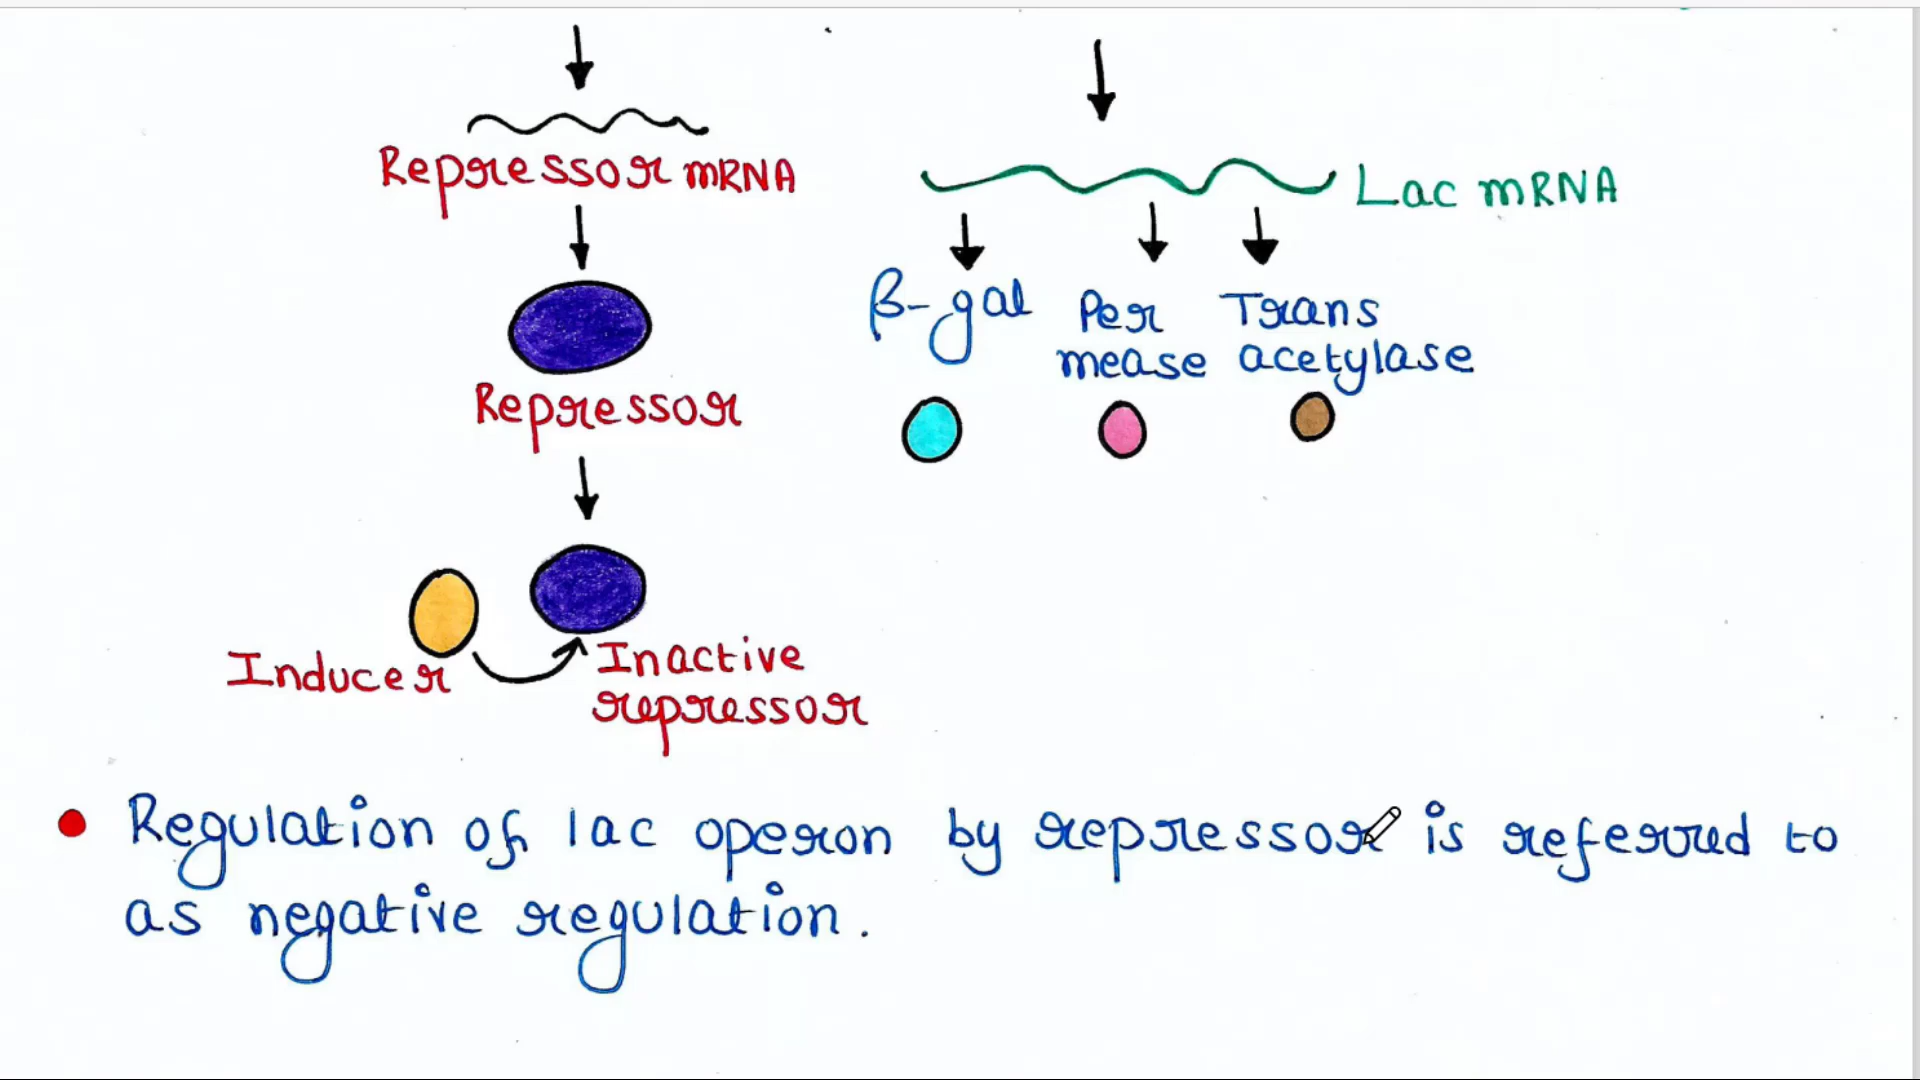 Repressor mRNA
Lac mRNA
β-gal
Per
mease
Trans
acetylase
Repressor
Inducer
Inactive
repressor
Regulation of lac operon by repressor is referred to
as negative regulation.